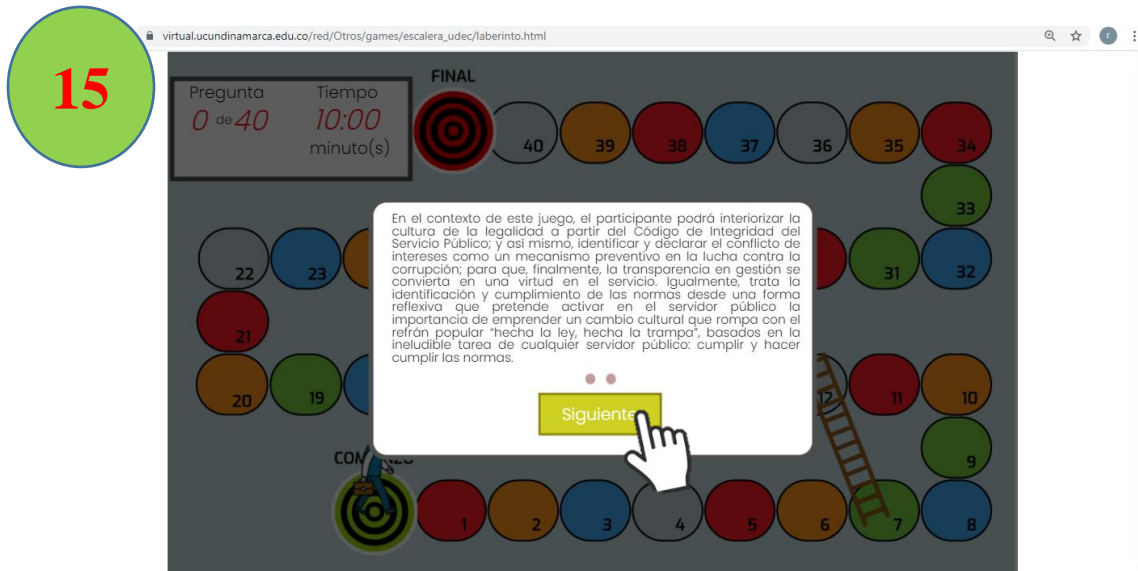 virtual.ucundinamarca.edu.co/red/Otros/games/escalera_udec/laberinto.html
r
15
FINAL
Pregunta Tiempo
0 de 40 10:00
minuto(s)
40 39 38 37 36 35 34
33
22 23 31 32
En el contexto de este juego, el participante podrá interiorizar la
cultura de la legalidad a partir del Código de Integridad del
Servicio Público; y así mismo, identificar y declarar el conflicto de
intereses como un mecanismo preventivo en la lucha contra la
corrupción; para que, finalmente, la transparencia en gestión se
convierta en una virtud en el servicio. Igualmente, trata la
identificación y cumplimiento de las normas desde una forma
reflexiva que pretende activar en el servidor público la
importancia de emprender un cambio cultural que rompa con el
refrán popular “hecha la ley, hecha la trampa”, basados en la
ineludible tarea de cualquier servidor público: cumplir y hacer
cumplir las normas.
Siguiente
21
20 19 12 11 10
9
1 2 3 4 5 6 7 8